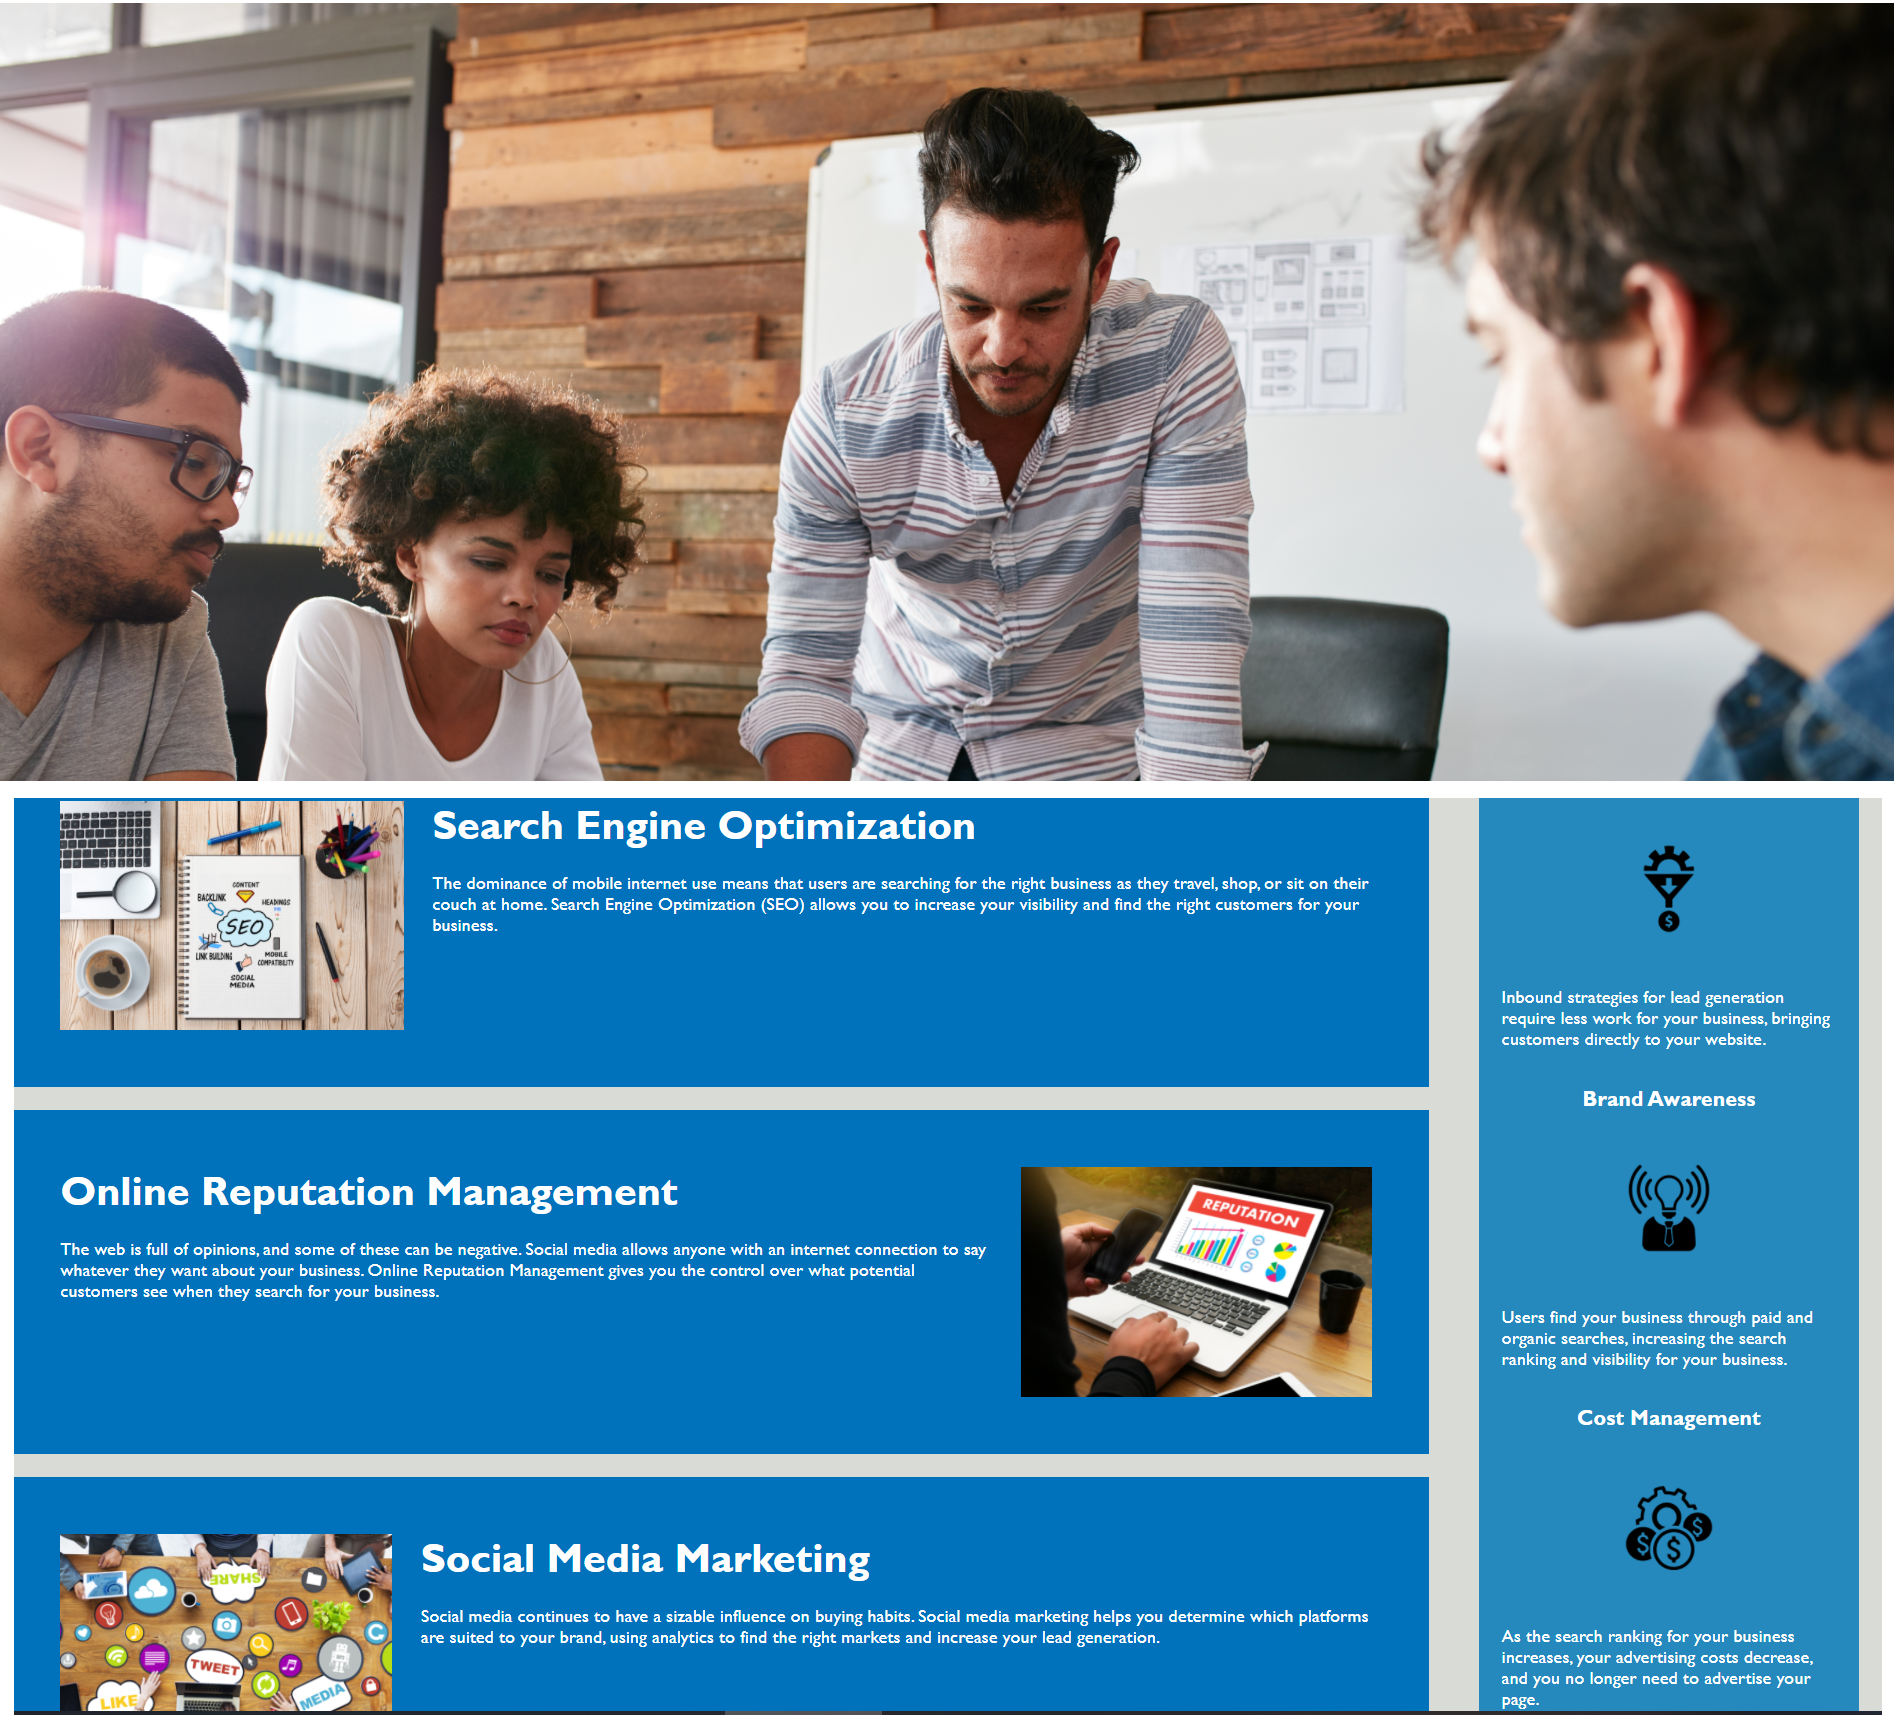 Search Engine Optimization
The dominance of mobile internet use means that users are searching for the right business as they travel, shop, or sit on their
couch at home. Search Engine Optimization (SEO) allows you to increase your visibility and find the right customers for your
business.
CONTENT
BACKLINK
HEADINGS
SEO
LINK BUILDING
MOBILE
COMPATIBILITY
SOCIAL
MEDIA
Online Reputation Management
The web is full of opinions, and some of these can be negative. Social media allows anyone with an internet connection to say
whatever they want about your business. Online Reputation Management gives you the control over what potential
customers see when they search for your business.
REPUTATION
Social Media Marketing
Social media continues to have a sizable influence on buying habits. Social media marketing helps you determine which platforms
are suited to your brand, using analytics to find the right markets and increase your lead generation.
SHARE
TWEET
LIKE
MEDIA
$
Inbound strategies for lead generation
require less work for your business, bringing
customers directly to your website.
Brand Awareness
Users find your business through paid and
organic searches, increasing the search
ranking and visibility for your business.
Cost Management
$ $ $
As the search ranking for your business
increases, your advertising costs decrease,
and you no longer need to advertise your
page.